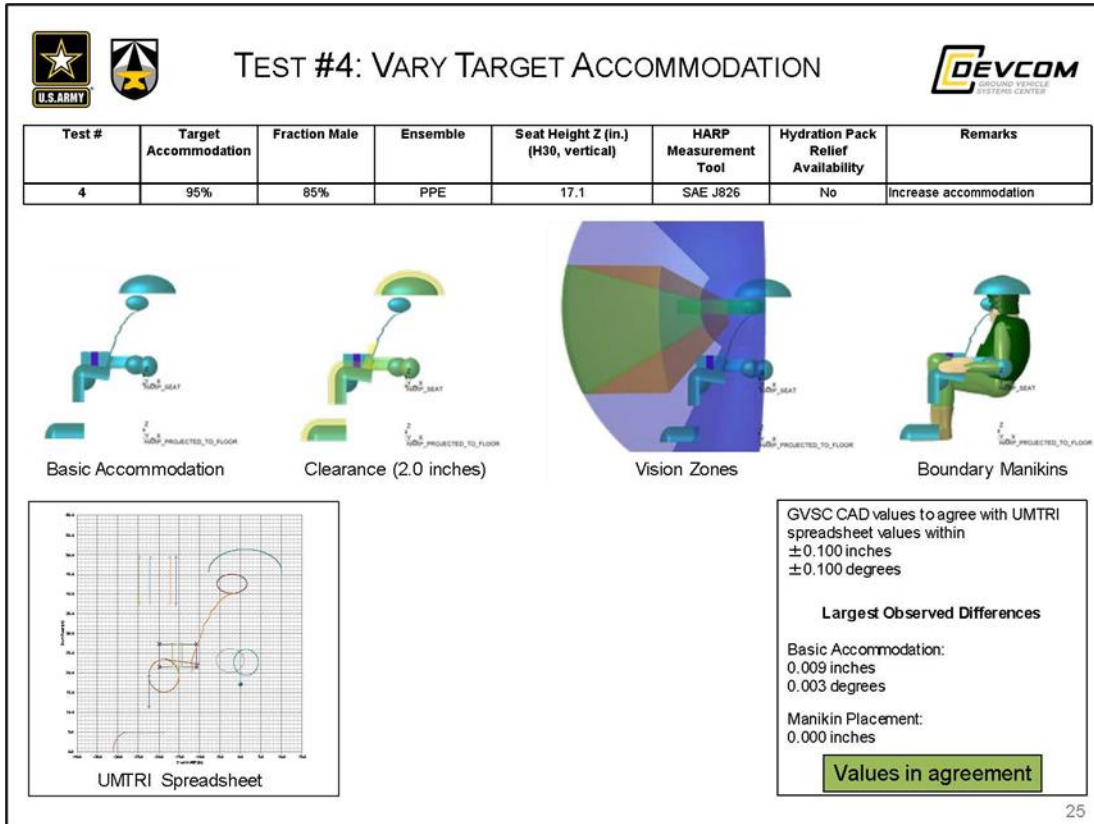 TEST #4: VARY TARGET ACCOMMODATION
U.S.ARMY
DEVCOM
GROUND VEHICLE
SYSTEMS CENTER
Test # Target Accommodation Fraction Male Ensemble Seat Height Z (in.) (H30, vertical) HARP Measurement Tool Hydration Pack Relief Availability Remarks
4 95% 85% PPE 17.1 SAE J826 No Increase accommodation
Basic Accommodation
Clearance (2.0 inches)
Vision Zones
Boundary Manikins
UMTRI Spreadsheet
GVSC CAD values to agree with UMTRI
spreadsheet values within
±0.100 inches
±0.100 degrees
Largest Observed Differences
Basic Accommodation:
0.009 inches
0.003 degrees
Manikin Placement:
0.000 inches
Values in agreement
25